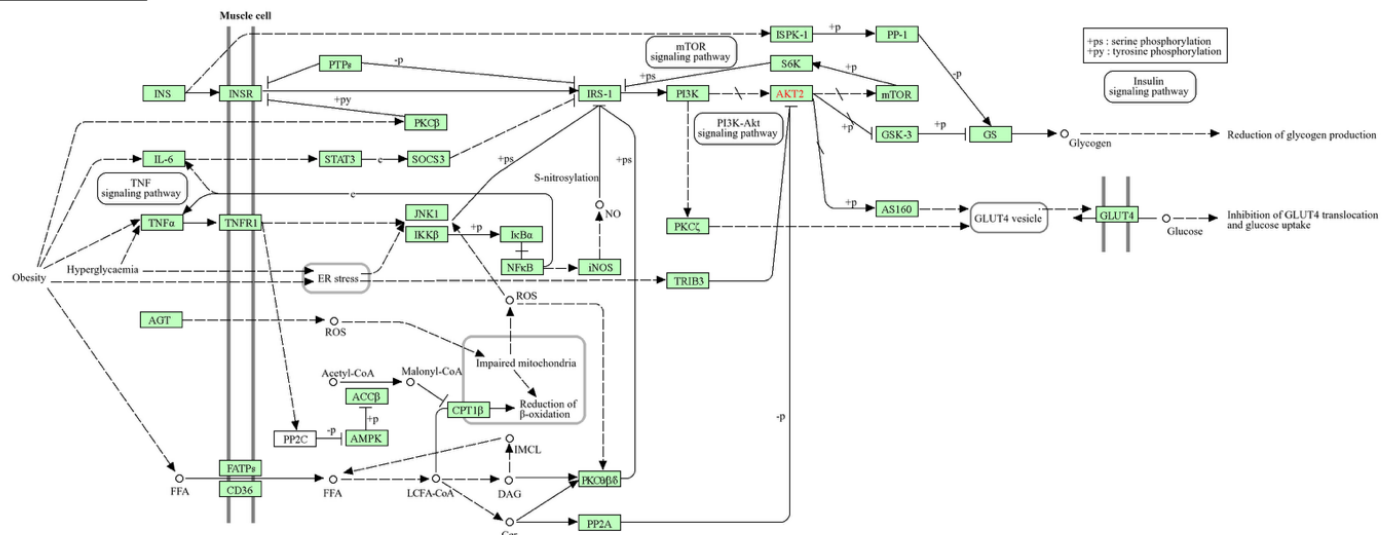 Muscle cell
ISPK-1
+p
PP-1
+ps : serine phosphorylation
+py : tyrosine phosphorylation
mTOR
signaling pathway
PTPs
-p
+ps
S6K
+p
-p
Insulin
signaling pathway
INS
INSR
IRS-1
PI3K
AKT2
mTOR
+py
PKCβ
PI3K-Akt
signaling pathway
+p
GSK-3
+p
GS
Glycogen
Reduction of glycogen production
IL-6
STAT3
e
SOCS3
+ps
+ps
TNF
signaling pathway
S-nitrosylation
e
NO
TNFα
TNFR1
JNK1
IKKβ
+p
IκBα
PKCζ
+p
AS160
GLUT4 vesicle
GLUT4
Glucose
Inhibition of GLUT4 translocation
and glucose uptake
Obesity
Hyperglycaemia
ER stress
NFκB
iNOS
TRIB3
ROS
AGT
ROS
Impaired mitochondria
Acetyl-CoA
Malonyl-CoA
ACCβ
CPT1β
Reduction of
β-oxidation
+p
-p
PP2C
-p
AMPK
IMCL
FATPs
CD36
FFA
FFA
LCFA-CoA
DAG
PKCθβ/δ
PP2A